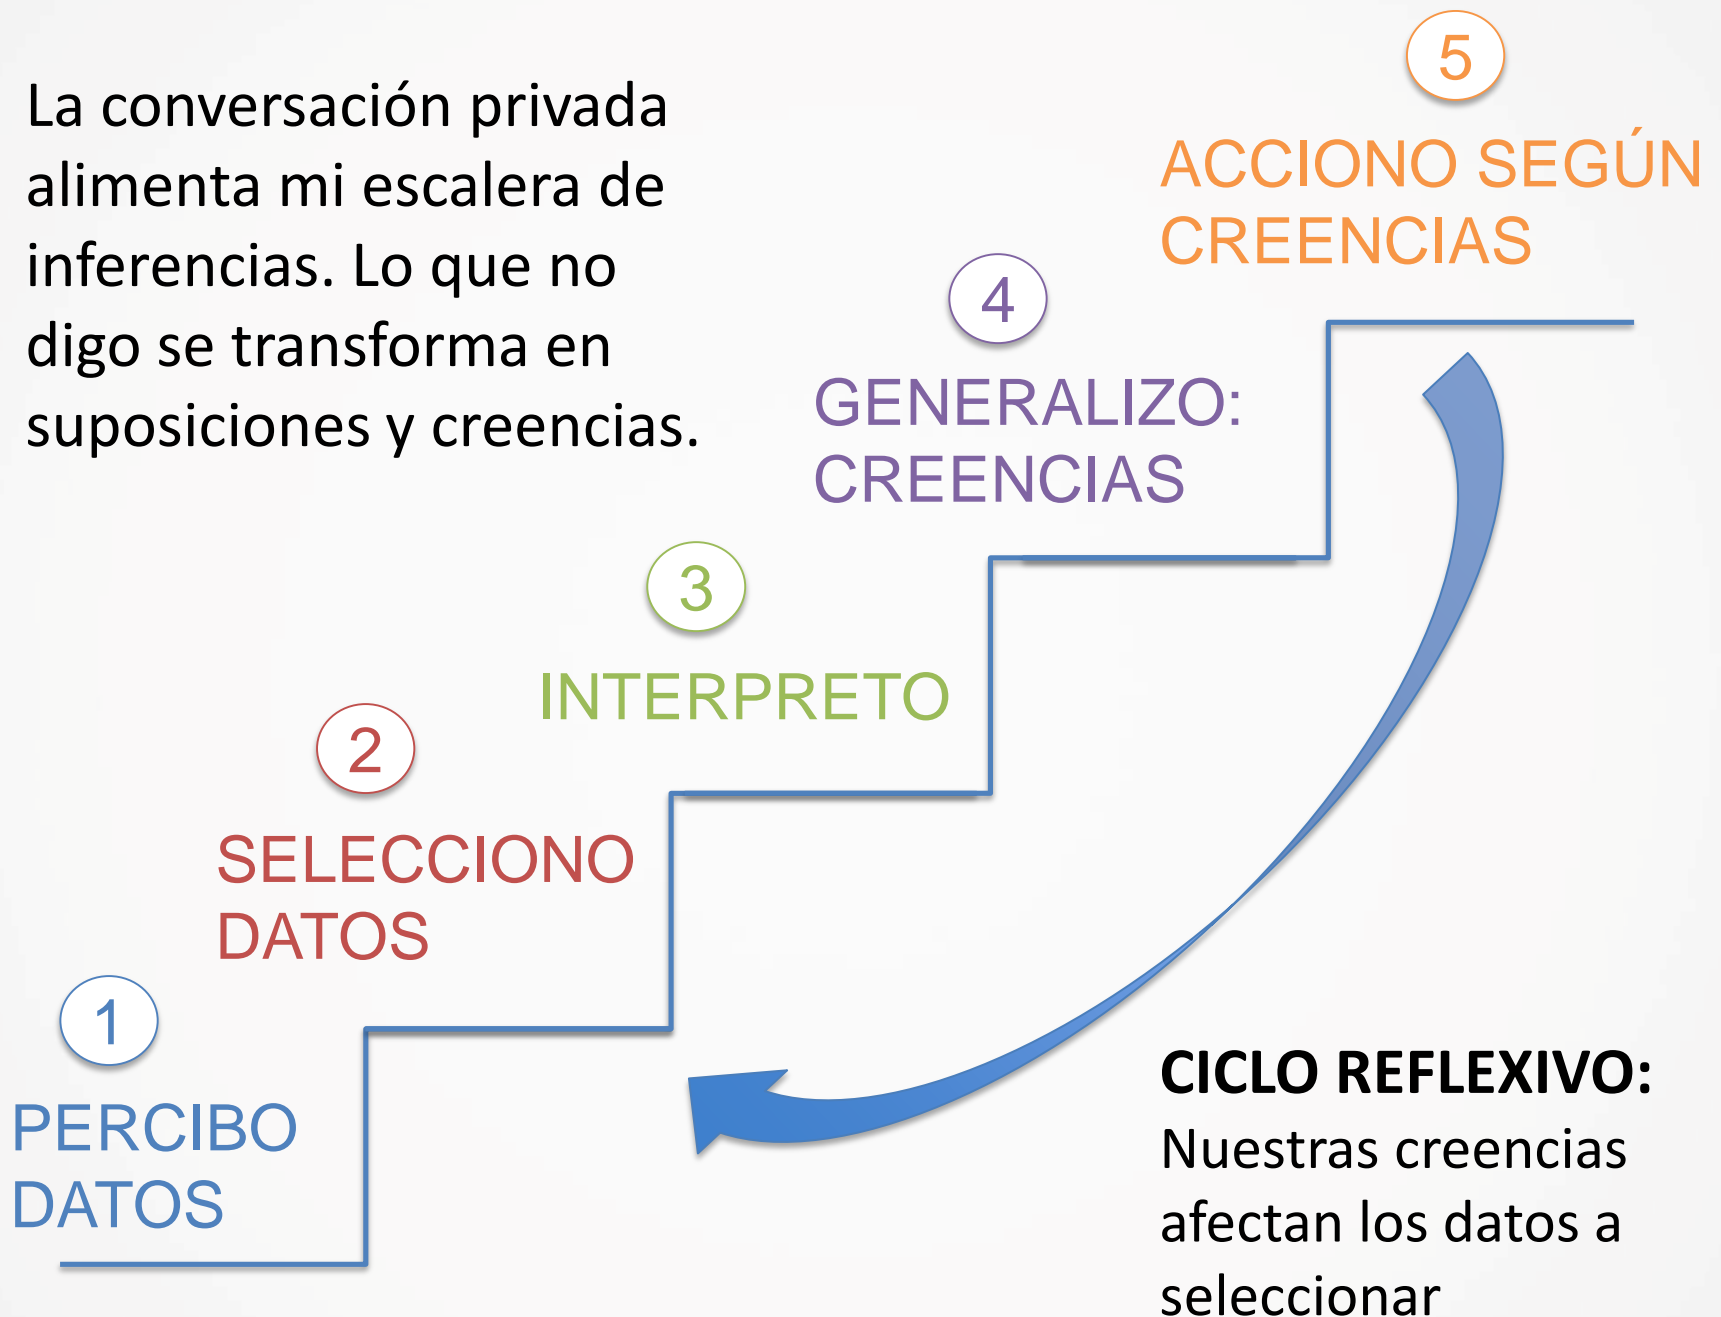 La conversación privada
alimenta mi escalera de
inferencias. Lo que no
digo se transforma en
suposiciones y creencias.
5
ACCIONO SEGÚN
CREENCIAS
4
GENERALIZO:
CREENCIAS
3
INTERPRETO
2
SELECCIONO
DATOS
1
PERCIBO
DATOS
CICLO REFLEXIVO:
Nuestras creencias
afectan los datos a
seleccionar